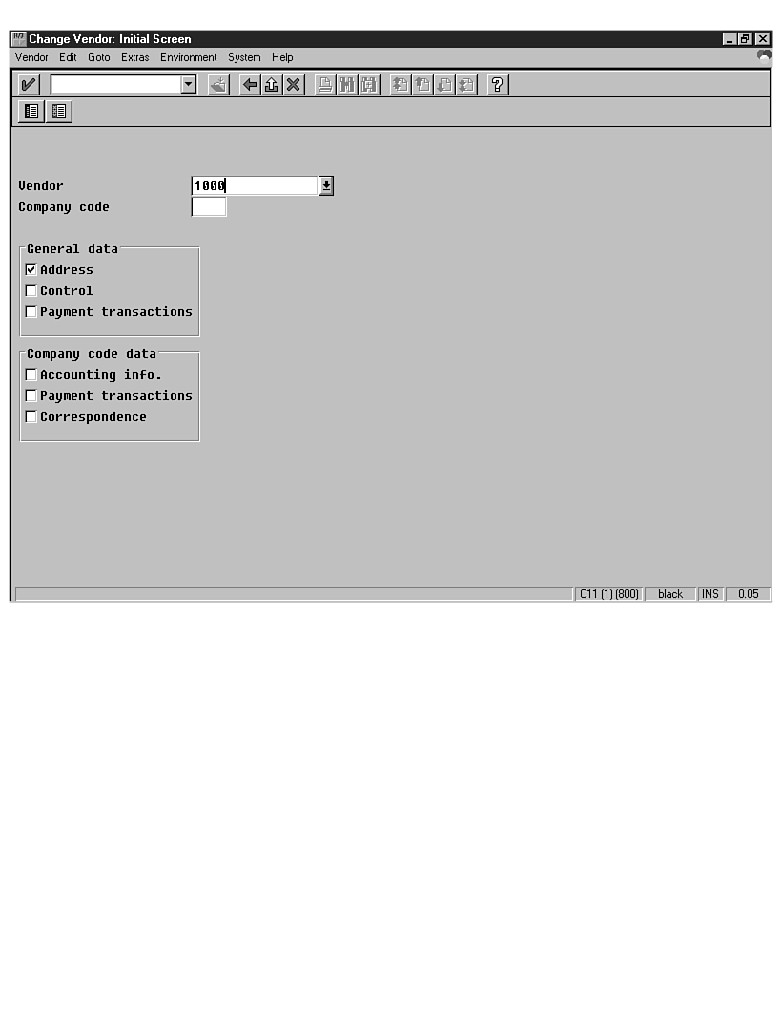 Change Vendor: Initial Screen
Vendor Edit Goto Extras Environment System Help
Vendor 1000
Company code
General data
Address
Control
Payment transactions
Company code data
Accounting info.
Payment transactions
Correspondence
C11 (1) (800) black INS 0.05